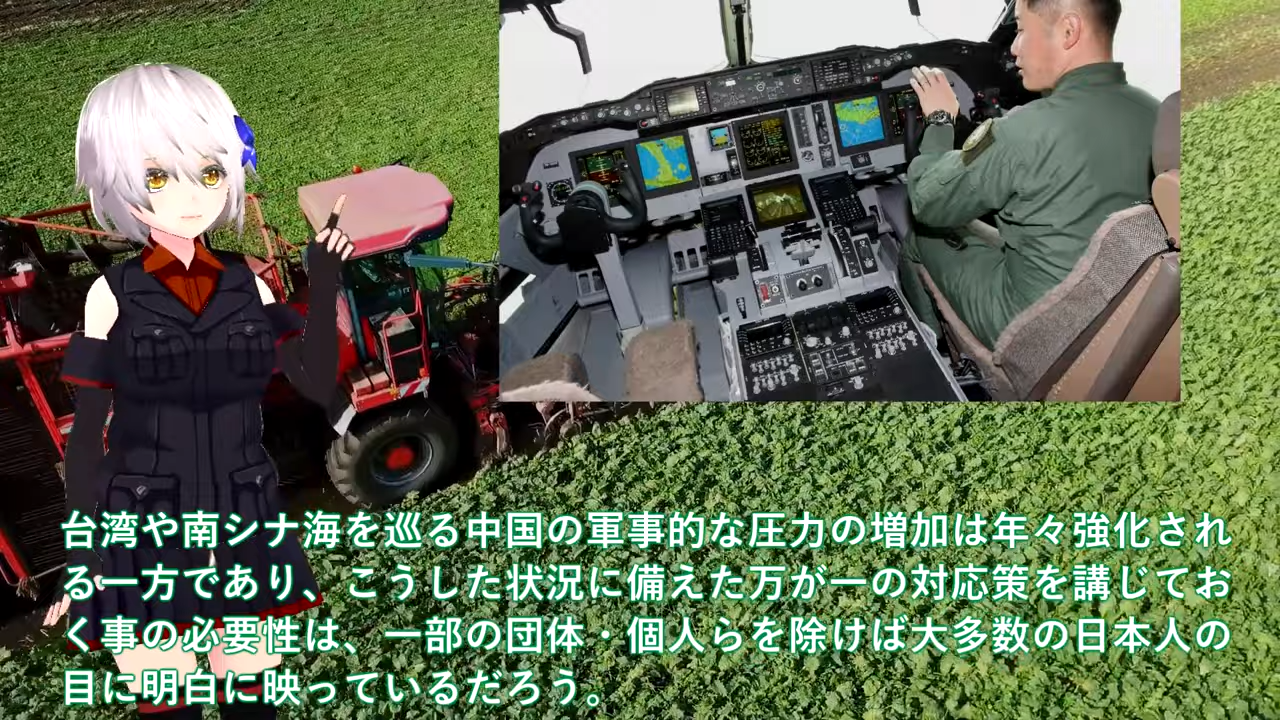 台湾や南シナ海を巡る中国の軍事的な圧力の増加は年々強化され
る一方であり、こうした状況に備えた万が一の対応策を講じてお
く事の必要性は、一部の団体・個人らを除けば大多数の日本人の
目に明白に映っているだろう。